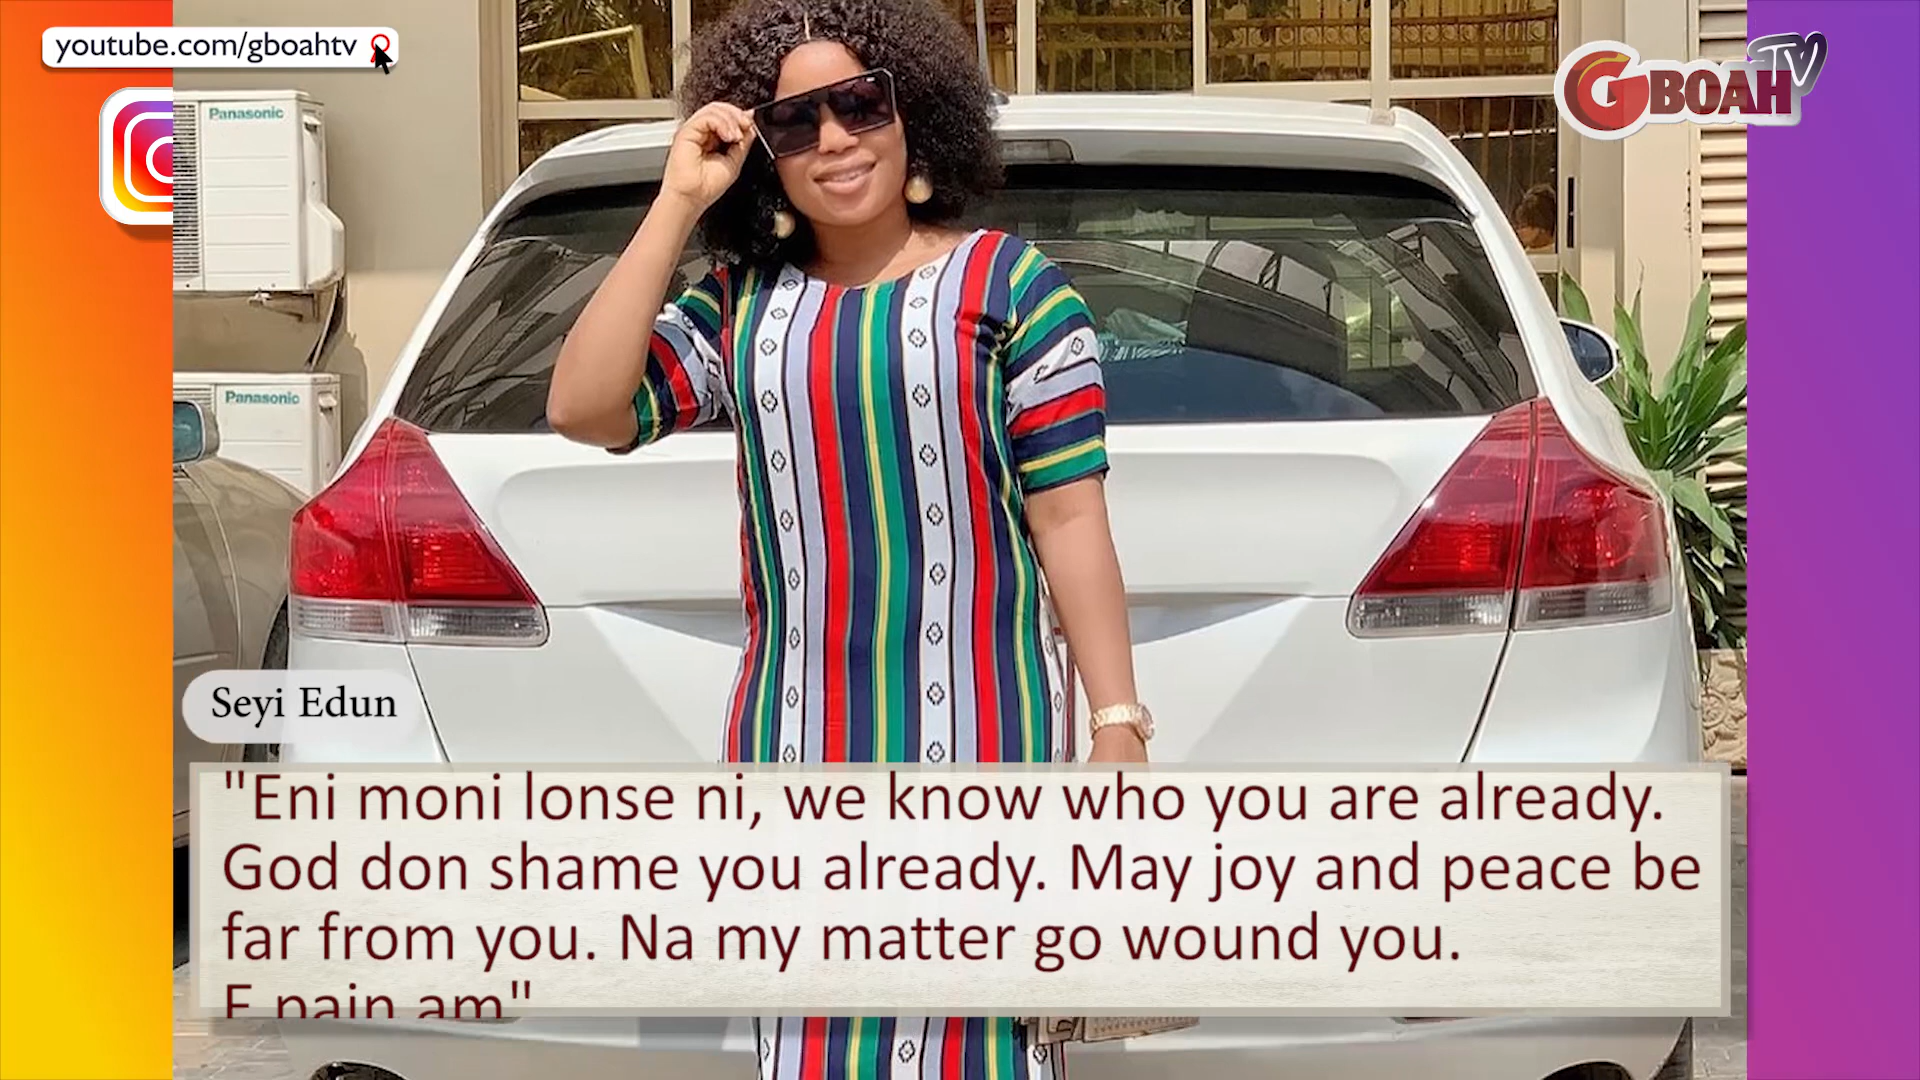 youtube.com/gboahtv
GBOAH TV
Panasonic
Panasonic
Seyi Edun
"Eni moni lonse ni, we know who you are already.
God don shame you already. May joy and peace be
far from you. Na my matter go wound you.
E pain am"